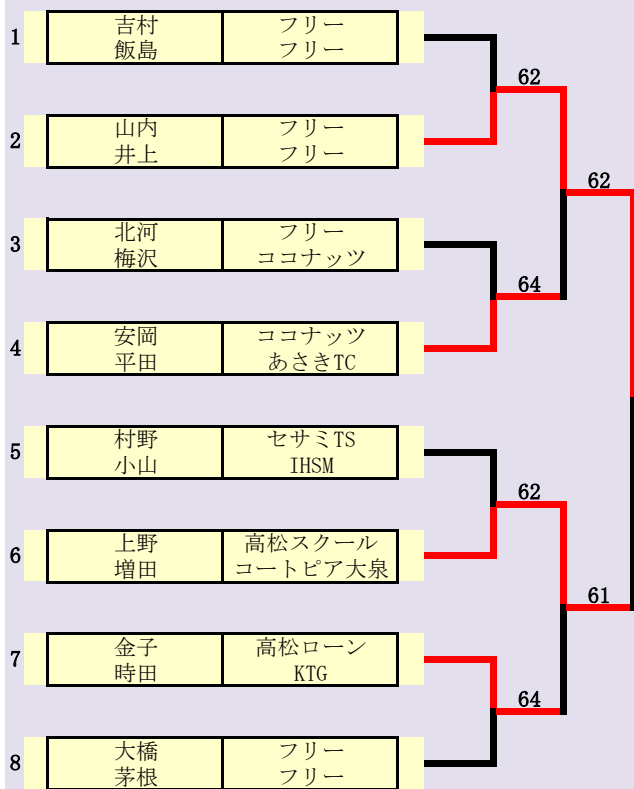 1 吉村 フリー
飯島 フリー
62
2 山内 フリー
井上 フリー
62
3 北河 フリー
梅沢 ココナッツ
64
4 安岡 ココナッツ
平田 あさきTC
5 村野 セサミTS
小山 IHSM
62
6 上野 高松スクール
増田 コートピア大泉
61
7 金子 高松ローン
時田 KTG
64
8 大橋 フリー
茅根 フリー